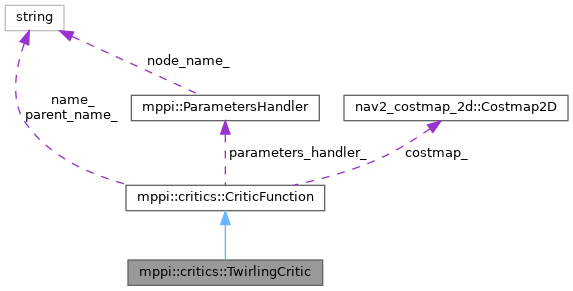 string
node_name_
name_
parent_name_
mppi::ParametersHandler
nav2_costmap_2d::Costmap2D
parameters_handler_
costmap_
mppi::critics::CriticFunction
mppi::critics::TwirlingCritic